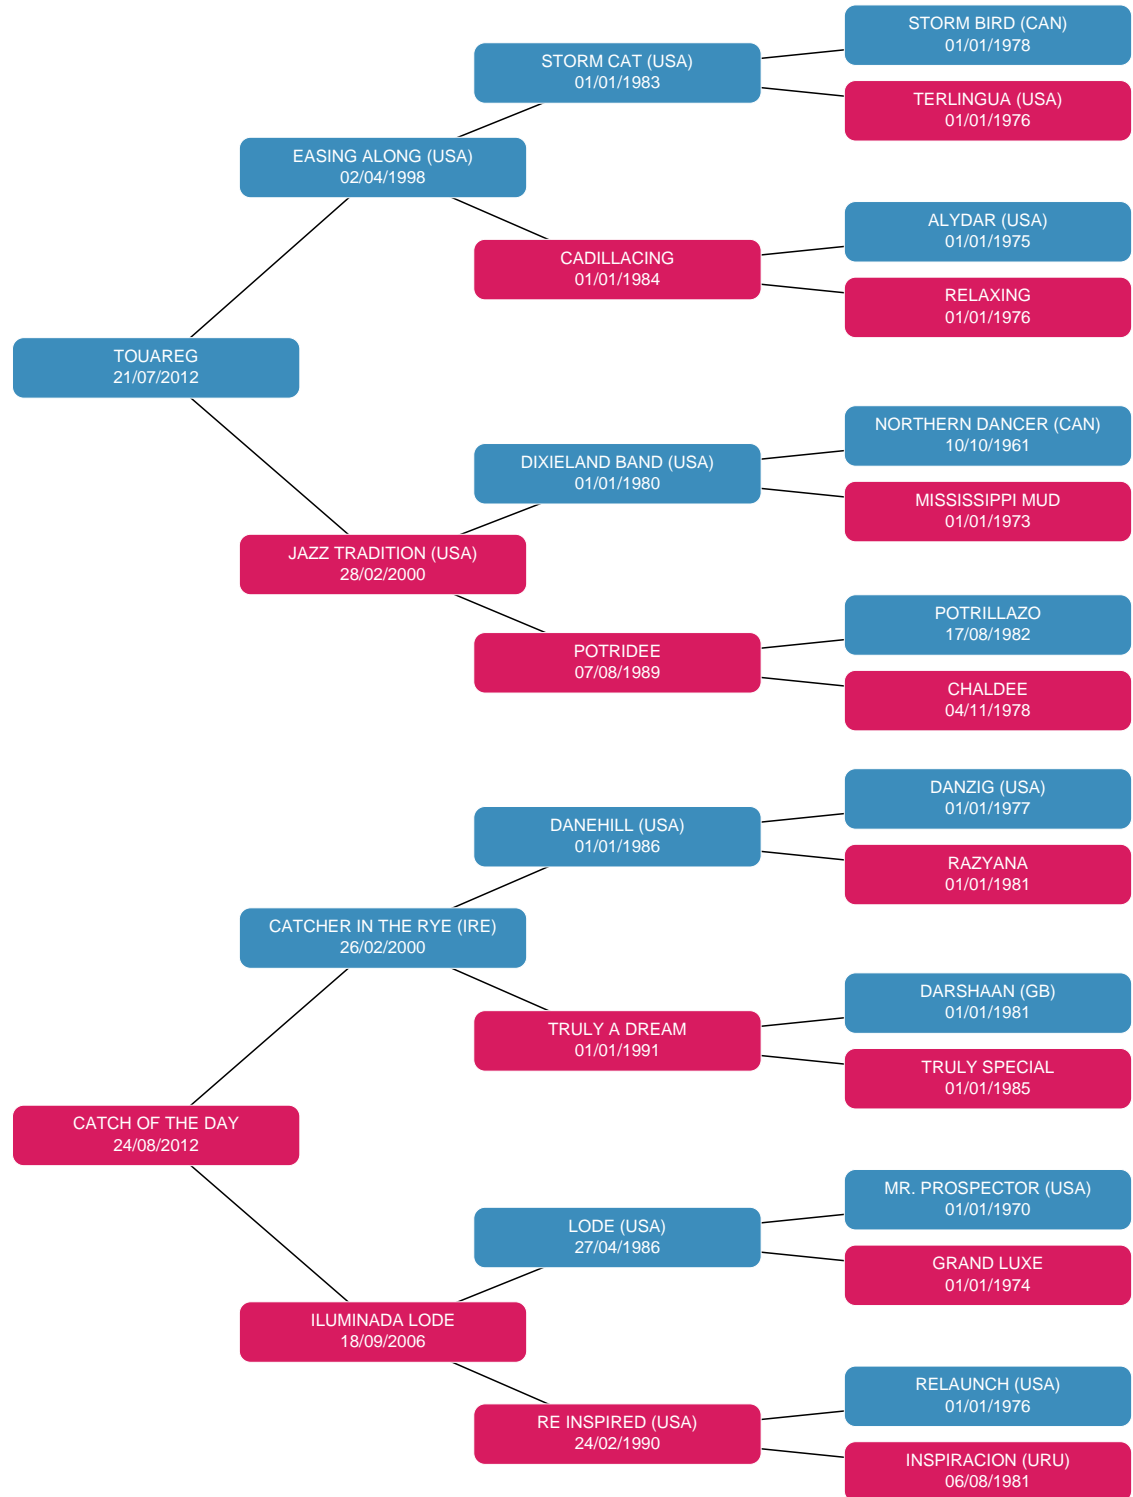 STORM BIRD (CAN)
01/01/1978
STORM CAT (USA)
01/01/1983
TERLINGUA (USA)
01/01/1976
EASING ALONG (USA)
02/04/1998
ALYDAR (USA)
01/01/1975
CADILLACING
01/01/1984
RELAXING
01/01/1976
TOUAREG
21/07/2012
NORTHERN DANCER (CAN)
10/10/1961
DIXIELAND BAND (USA)
01/01/1980
MISSISSIPPI MUD
01/01/1973
JAZZ TRADITION (USA)
28/02/2000
POTRILLAZO
17/08/1982
POTRIDEE
07/08/1989
CHALDEE
04/11/1978
DANZIG (USA)
01/01/1977
DANEHILL (USA)
01/01/1986
RAZYANA
01/01/1981
CATCHER IN THE RYE (IRE)
26/02/2000
DARSHAAN (GB)
01/01/1981
TRULY A DREAM
01/01/1991
TRULY SPECIAL
01/01/1985
CATCH OF THE DAY
24/08/2012
MR. PROSPECTOR (USA)
01/01/1970
LODE (USA)
27/04/1986
GRAND LUXE
01/01/1974
ILUMINADA LODE
18/09/2006
RELAUNCH (USA)
01/01/1976
RE INSPIRED (USA)
24/02/1990
INSPIRACION (URU)
06/08/1981